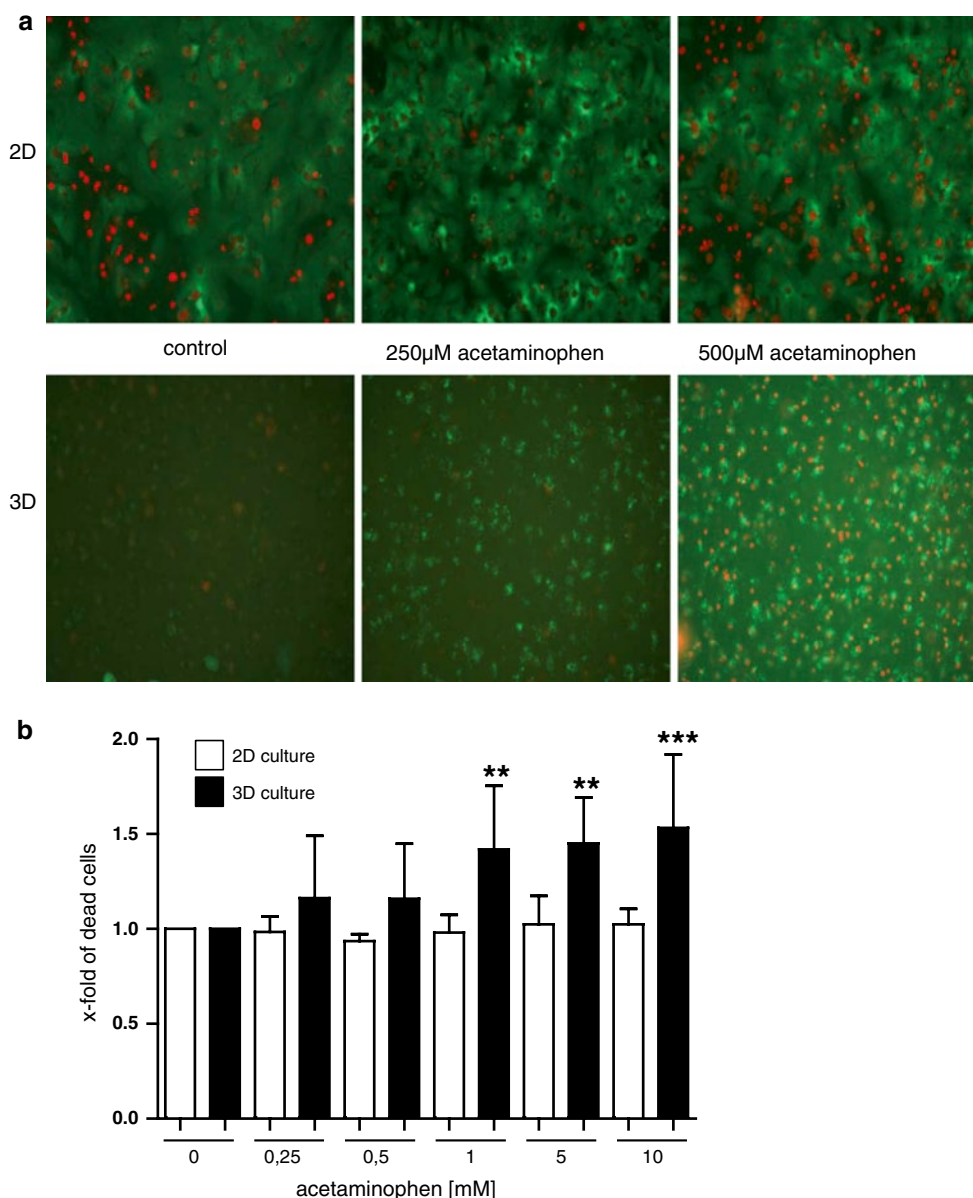 a
2D
control
250µM acetaminophen
500µM acetaminophen
3D
b
2D culture
3D culture
** ** ***
x-fold of dead cells
2.0
1.5
1.0
0.5
0.0
0 0,25 0,5 1 5 10
acetaminophen [mM]